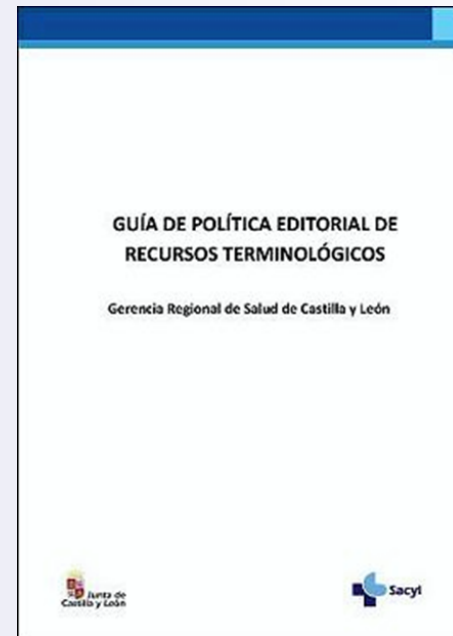 GUÍA DE POLÍTICA EDITORIAL DE
RECURSOS TERMINOLÓGICOS
Gerencia Regional de Salud de Castilla y León
Junta de
Castilla y León
Sacyl